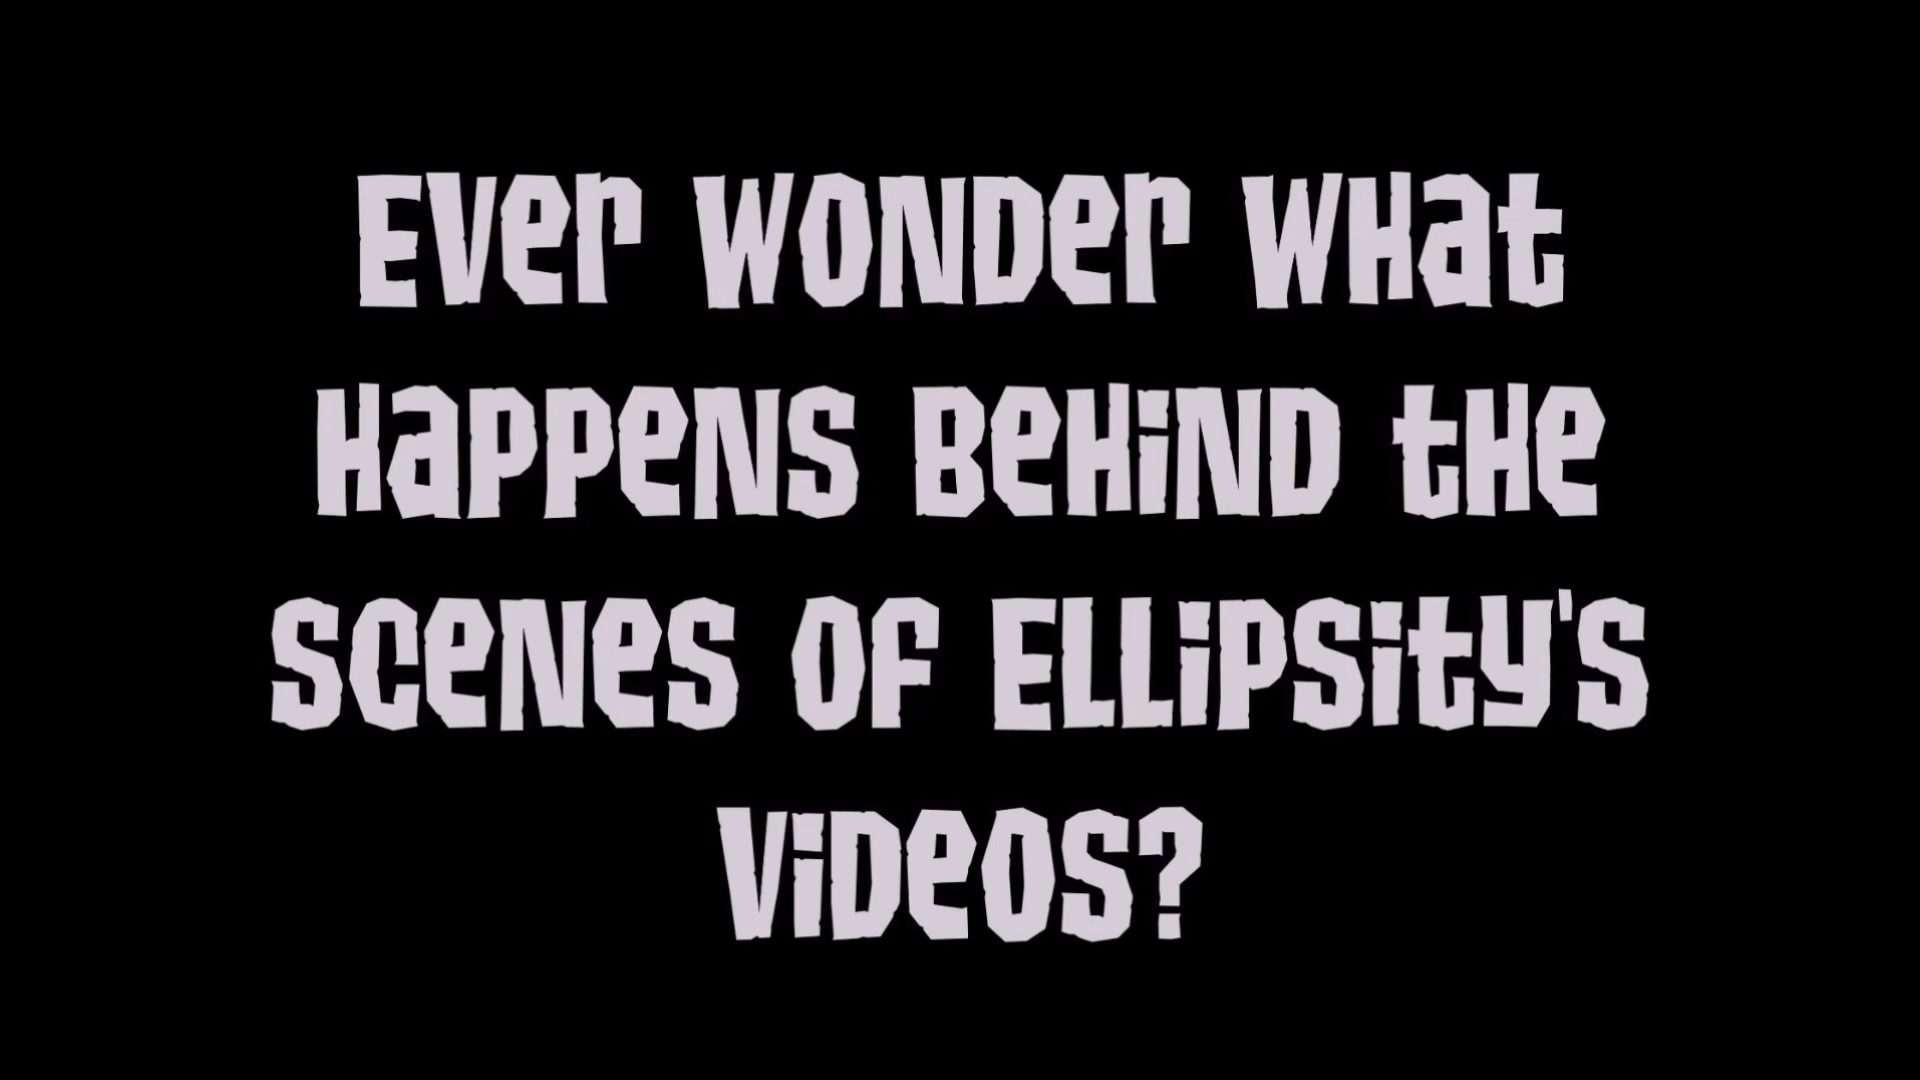 Ever wonder what
happens behind the
scenes of Ellipsity's
videos?